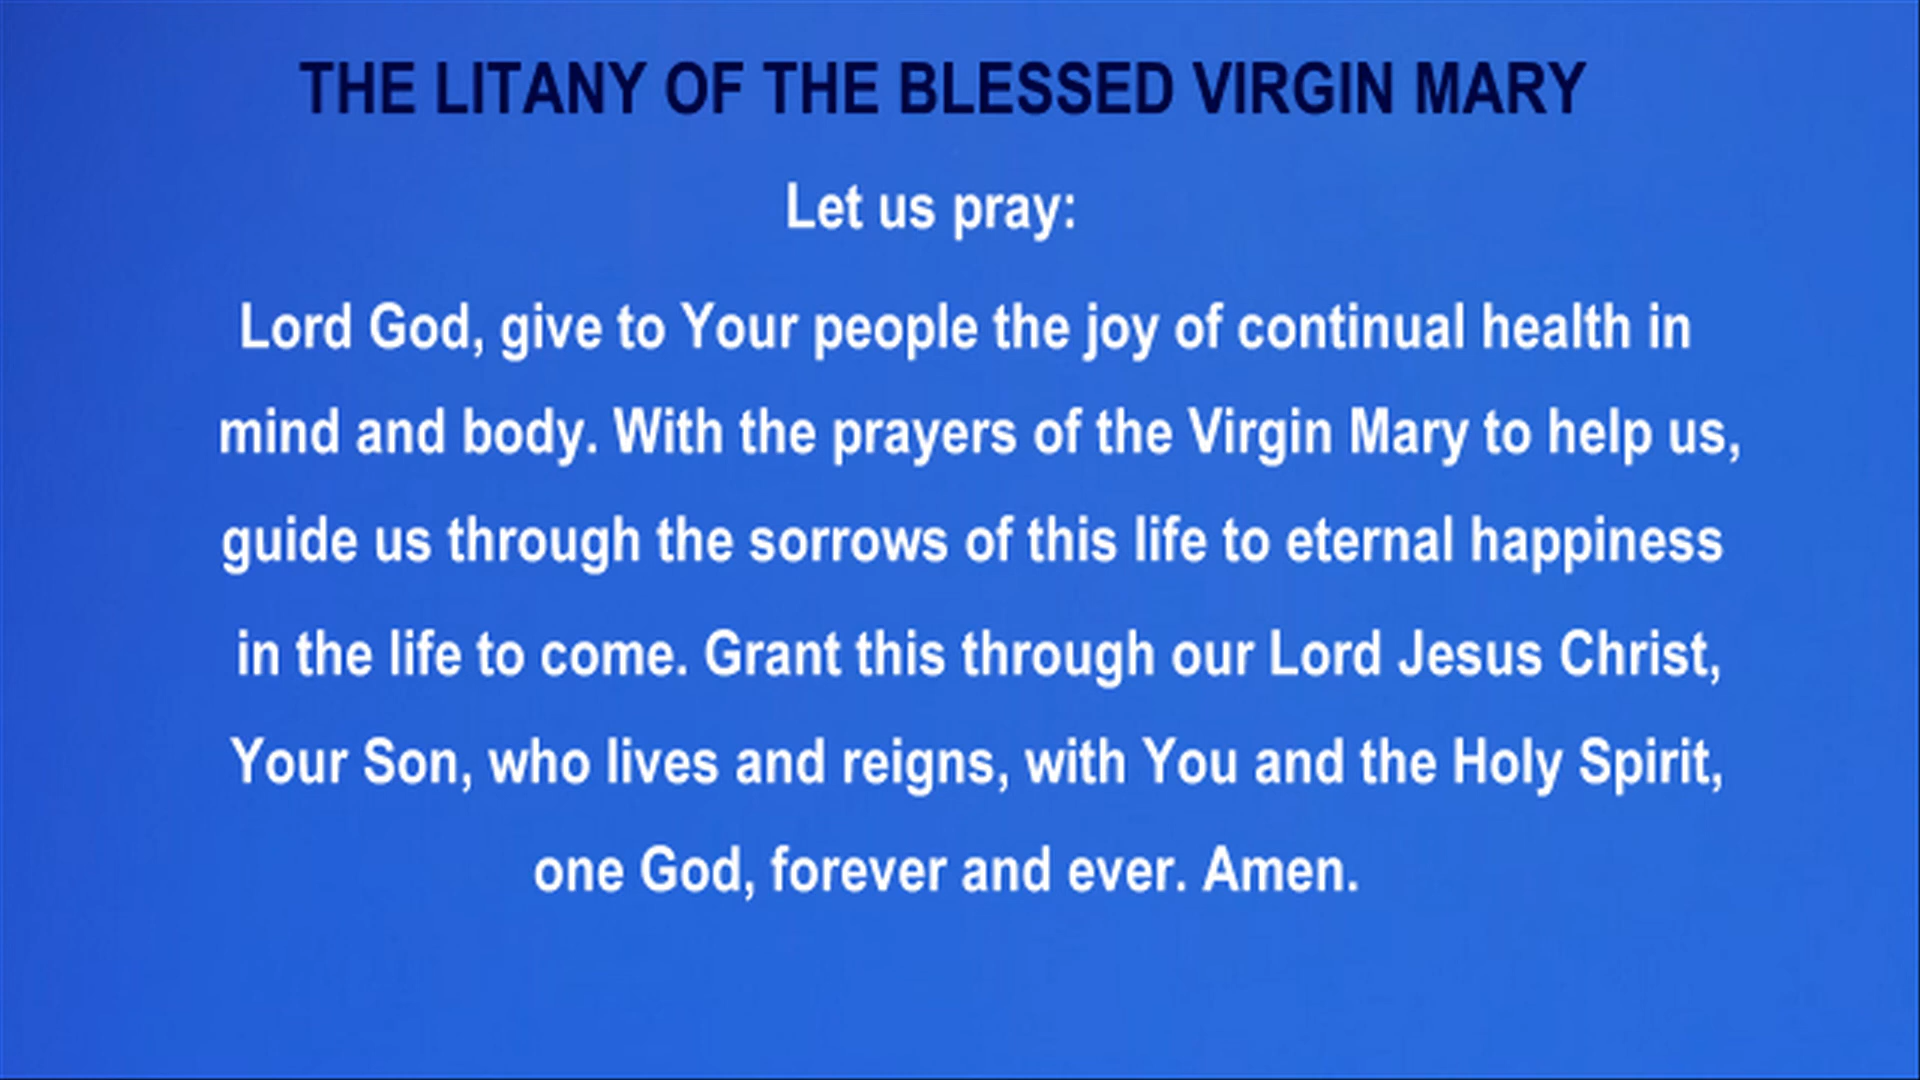 THE LITANY OF THE BLESSED VIRGIN MARY
Let us pray:
Lord God, give to Your people the joy of continual health in
mind and body. With the prayers of the Virgin Mary to help us,
guide us through the sorrows of this life to eternal happiness
in the life to come. Grant this through our Lord Jesus Christ,
Your Son, who lives and reigns, with You and the Holy Spirit,
one God, forever and ever. Amen.